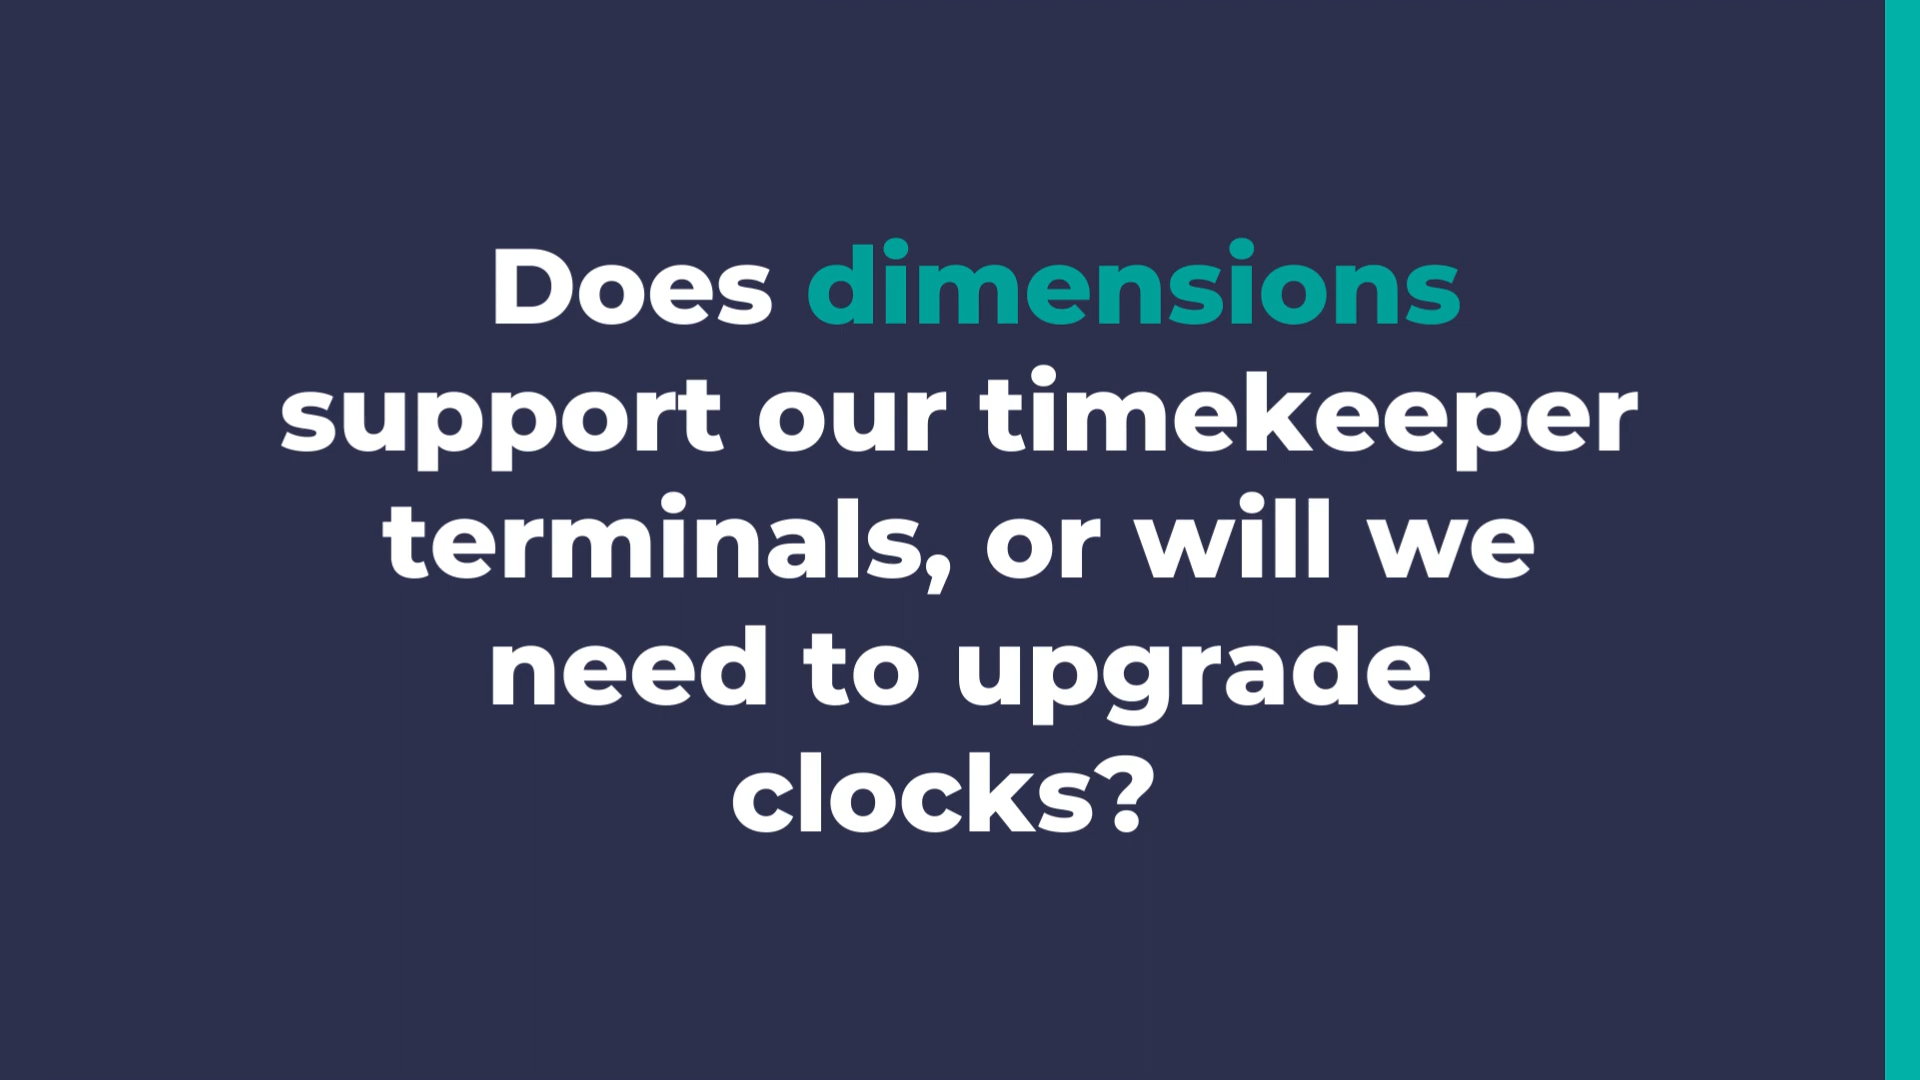 Does dimensions
support our timekeeper
terminals, or will we
need to upgrade
clocks?